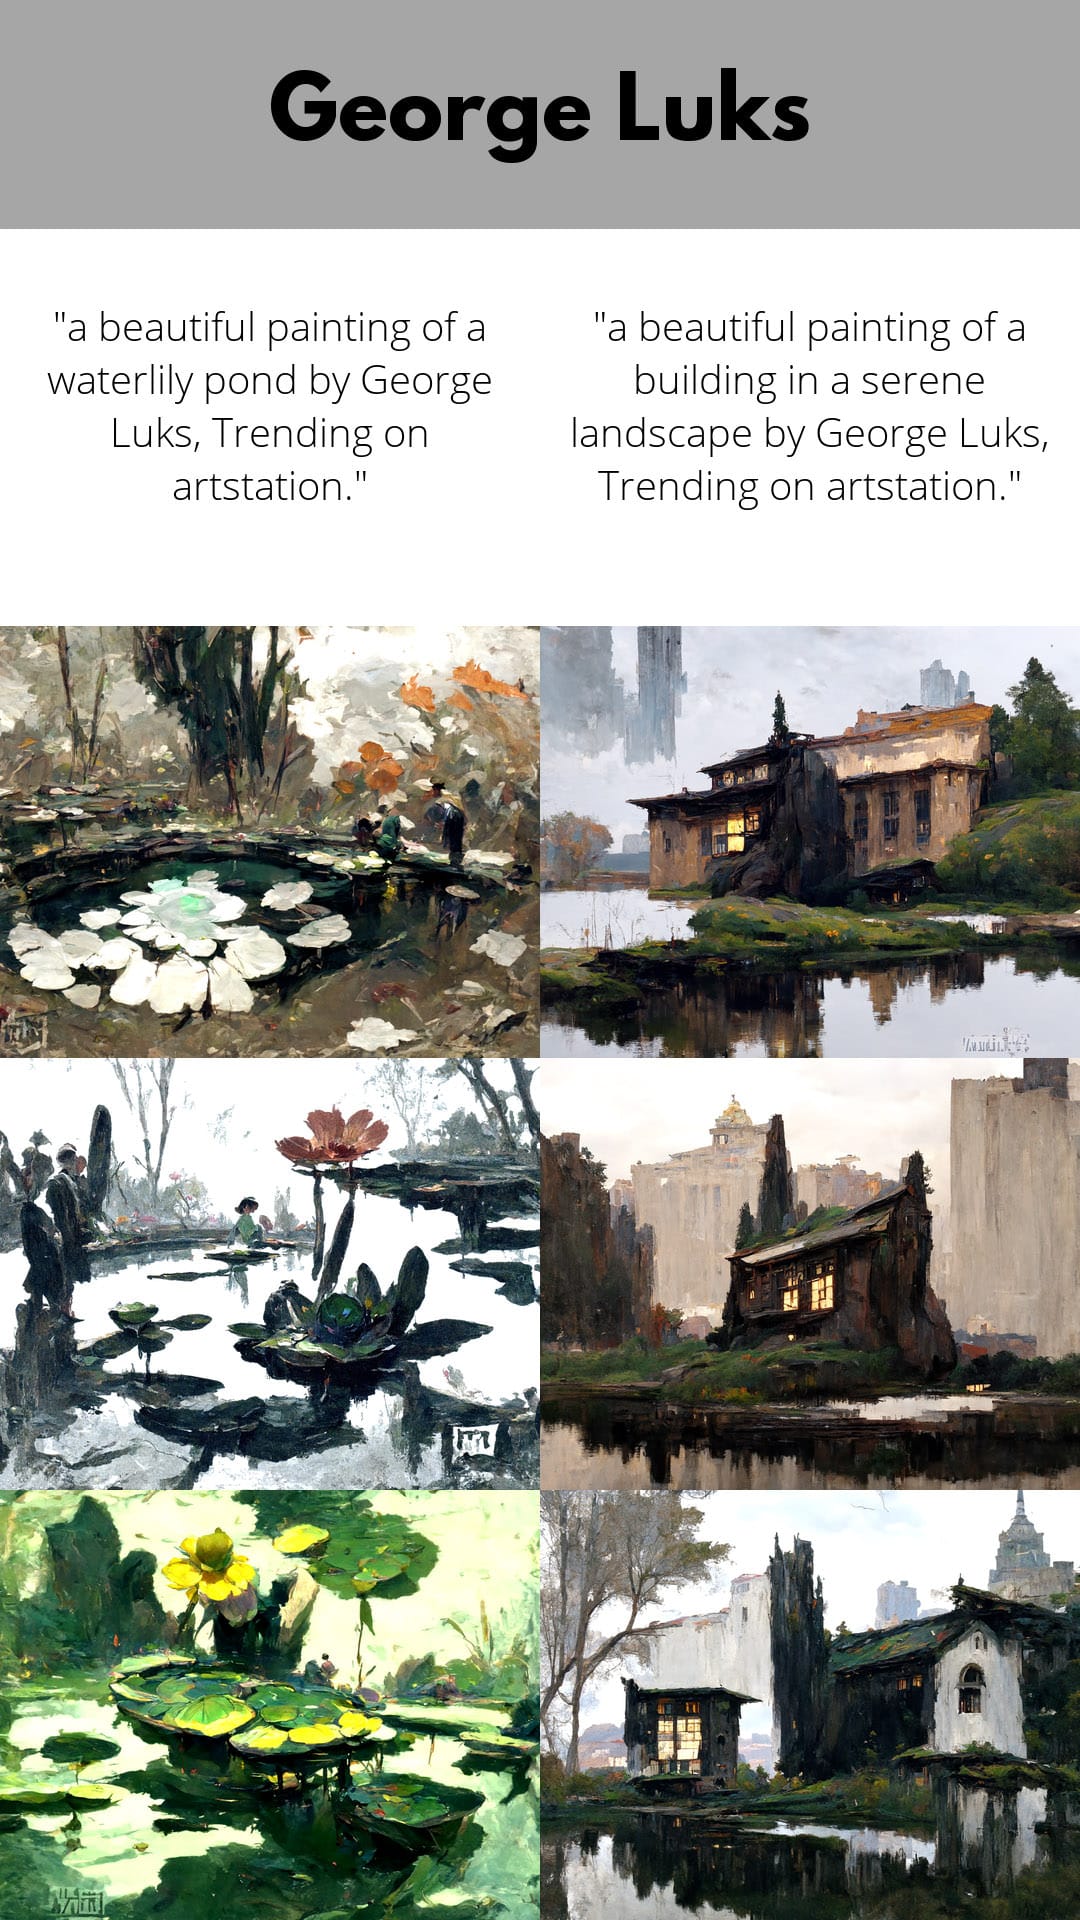 George Luks
"a beautiful painting of a
waterlily pond by George
Luks, Trending on
artstation."
"a beautiful painting of a
building in a serene
landscape by George Luks,
Trending on artstation."